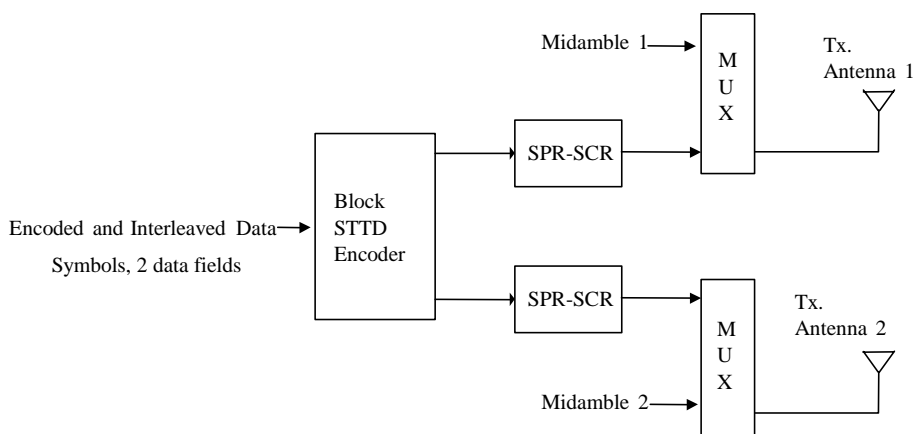 Midamble 1
M
U
X
Tx.
Antenna 1
SPR-SCR
Block
STTD
Encoder
Encoded and Interleaved Data
Symbols, 2 data fields
SPR-SCR
M
U
X
Tx.
Antenna 2
Midamble 2